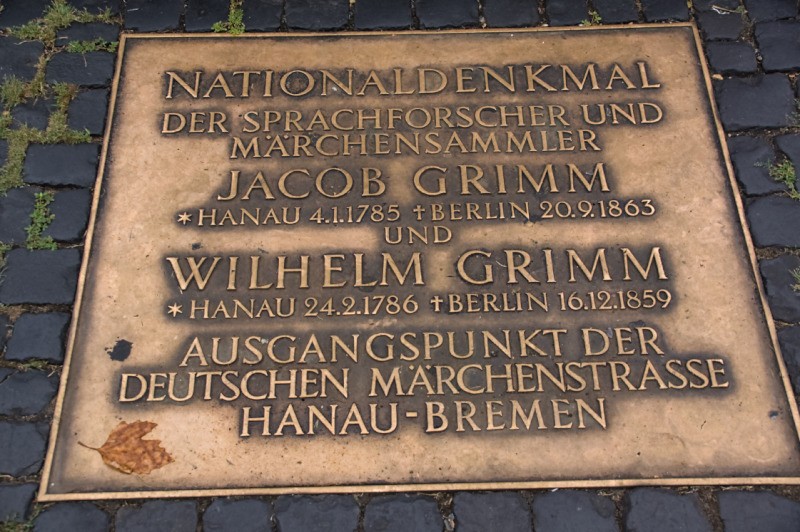 NATIONALDENKMAL
DER SPRACHFORSCHER UND
MÄRCHENSAMMLER
JACOB GRIMM
*HANAU 4.1.1785 †BERLIN 20.9.1863
UND
WILHELM GRIMM
*HANAU 24.2.1786 †BERLIN 16.12.1859
AUSGANGSPUNKT DER
DEUTSCHEN MÄRCHENSTRASSE
HANAU-BREMEN